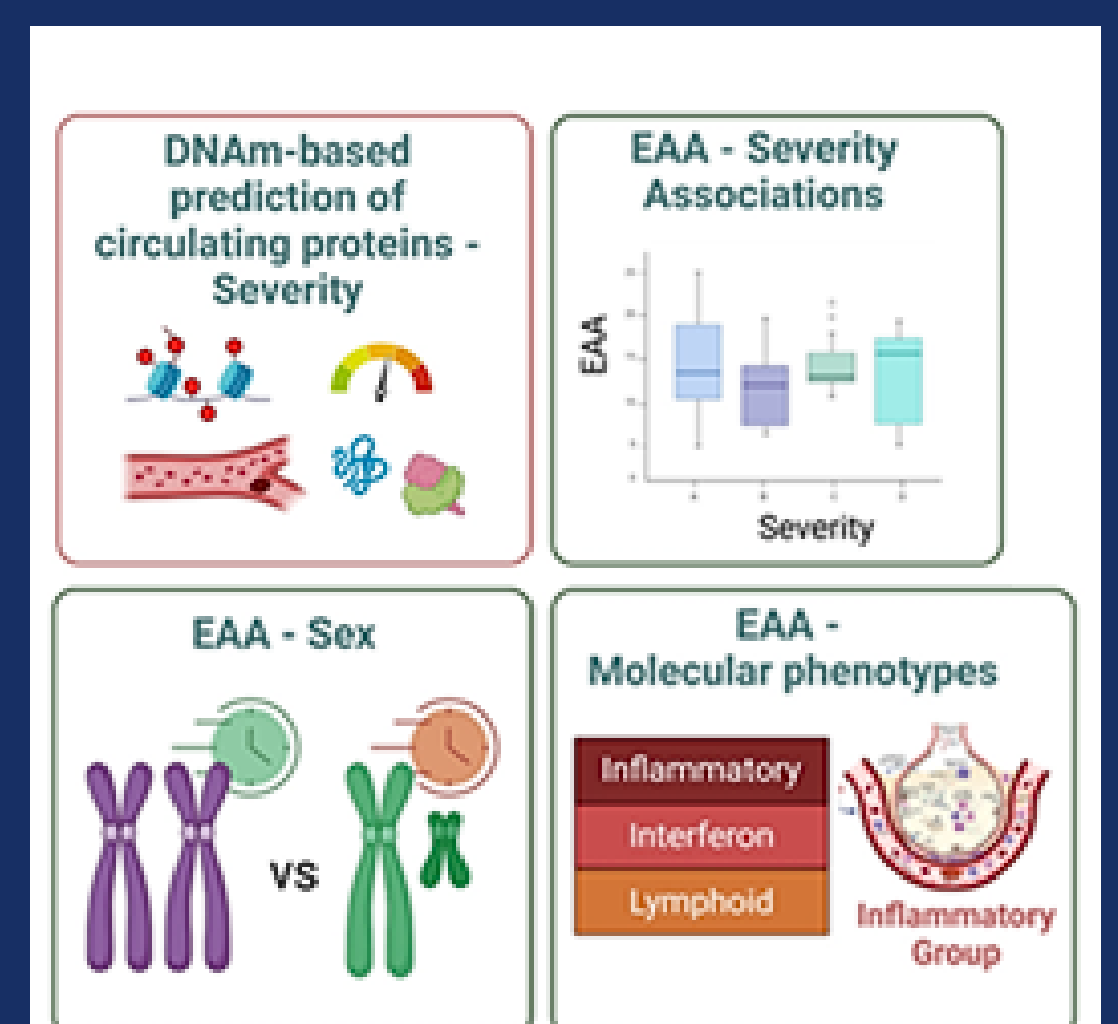 DNAm-based
prediction of
circulating proteins -
Severity
EAA - Severity
Associations
EAA
Severity
EAA - Sex
vs
EAA -
Molecular phenotypes
Inflammatory
Interferon
Lymphoid
Inflammatory
Group